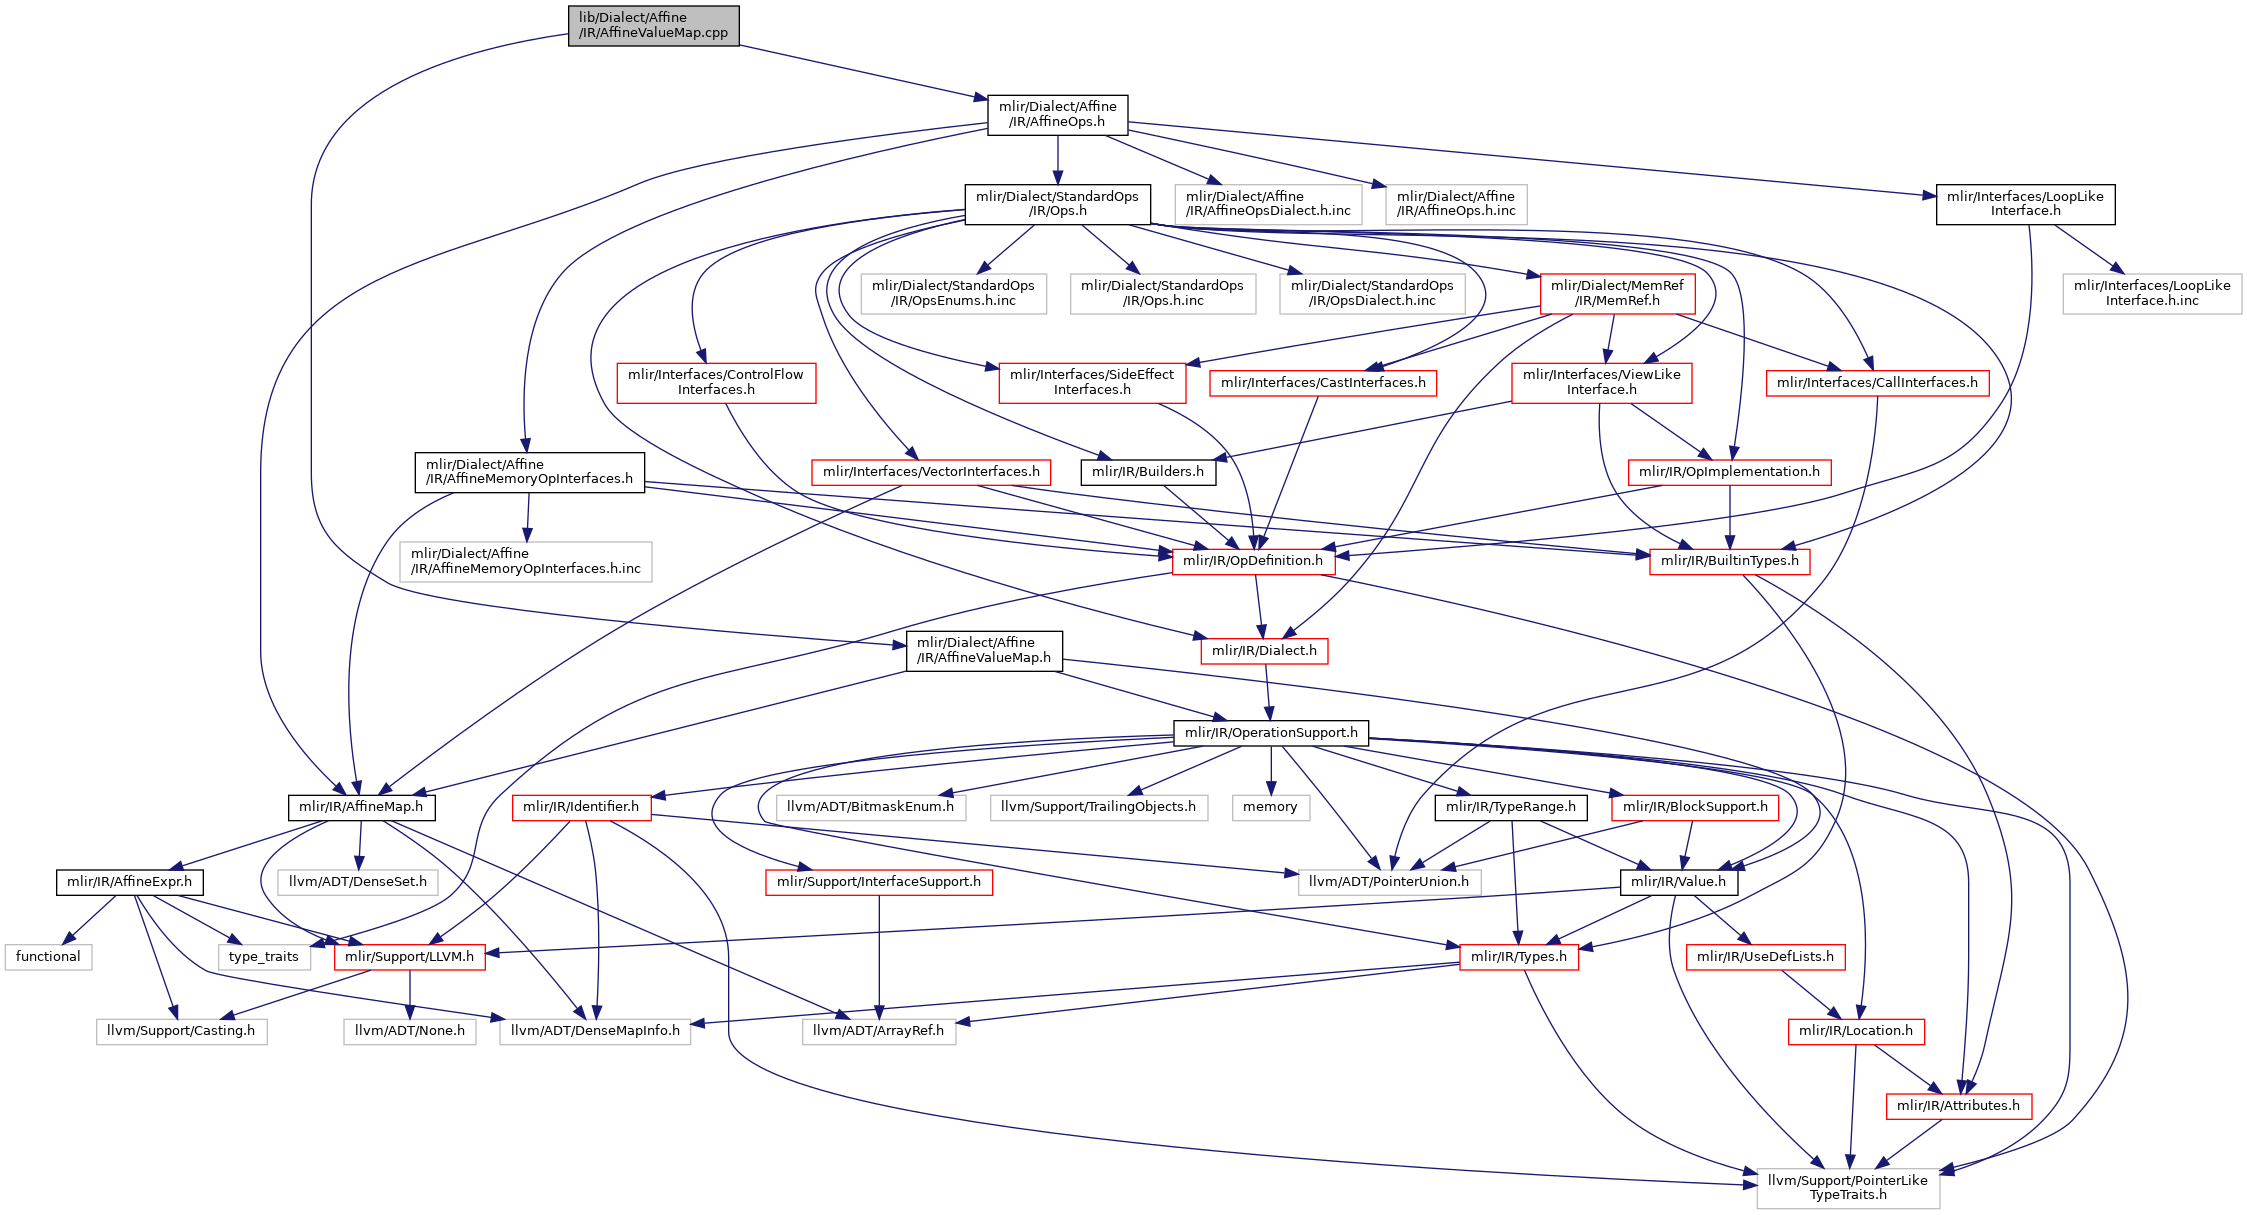 lib/Dialect/Affine
/IR/AffineValueMap.cpp
mlir/Dialect/Affine
/IR/AffineOps.h
mlir/Dialect/StandardOps
/IR/Ops.h
mlir/Dialect/Affine
/IR/AffineOpsDialect.h.inc
mlir/Dialect/Affine
/IR/AffineOps.h.inc
mlir/Interfaces/LoopLike
Interface.h
mlir/Dialect/StandardOps
/IR/OpsEnums.h.inc
mlir/Dialect/StandardOps
/IR/Ops.h.inc
mlir/Dialect/StandardOps
/IR/OpsDialect.h.inc
mlir/Dialect/MemRef
/IR/MemRef.h
mlir/Interfaces/LoopLike
Interface.h.inc
mlir/Interfaces/ControlFlow
Interfaces.h
mlir/Interfaces/SideEffect
Interfaces.h
mlir/Interfaces/CastInterfaces.h
mlir/Interfaces/ViewLike
Interface.h
mlir/Interfaces/CallInterfaces.h
mlir/Dialect/Affine
/IR/AffineMemoryOpInterfaces.h
mlir/Interfaces/VectorInterfaces.h
mlir/IR/Builders.h
mlir/IR/OpImplementation.h
mlir/Dialect/Affine
/IR/AffineMemoryOpInterfaces.h.inc
mlir/IR/OpDefinition.h
mlir/IR/BuiltinTypes.h
mlir/Dialect/Affine
/IR/AffineValueMap.h
mlir/IR/Dialect.h
mlir/IR/OperationSupport.h
mlir/IR/AffineMap.h
mlir/IR/Identifier.h
llvm/ADT/BitmaskEnum.h
llvm/Support/TrailingObjects.h
memory
mlir/IR/TypeRange.h
mlir/IR/BlockSupport.h
mlir/IR/AffineExpr.h
llvm/ADT/DenseSet.h
mlir/Support/InterfaceSupport.h
llvm/ADT/PointerUnion.h
mlir/IR/Value.h
functional
type_traits
mlir/Support/LLVM.h
mlir/IR/Types.h
mlir/IR/UseDefLists.h
llvm/Support/Casting.h
llvm/ADT/None.h
llvm/ADT/DenseMapInfo.h
llvm/ADT/ArrayRef.h
mlir/IR/Location.h
mlir/IR/Attributes.h
llvm/Support/PointerLike
TypeTraits.h